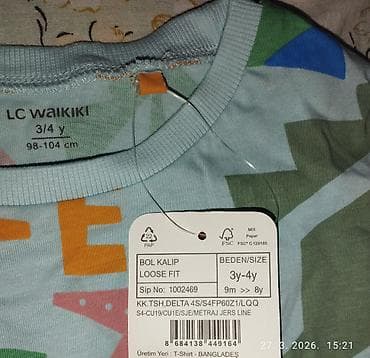 LC WAIKIKI
3/4 y
98-104 cm
22
PAP
FSC
MIX
Paper
BOL KALIP
LOOSE FIT
BEDEN/SIZE
3y-4y
Sip No: 1002469
9m >> 8y
KK.TSH,DELTA 4S/S4FP60Z1/LQQ
S4-CU19/CU1E/SJE/METRAJ JERS LINE
8 684138 449164
27. 3. 2026. 15:21
Üretim Yeri : T-Shirt - BANGLADEŞ